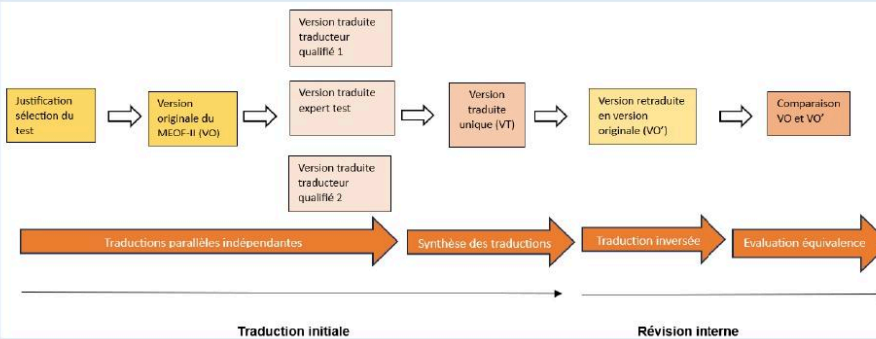 Version traduite
traducteur
qualifié 1
Justification
sélection du
test
Version
originale du
MEOF-II (VO)
Version traduite
expert test
Version
traduite
unique (VT)
Version retraduite
en version
originale (VO’)
Comparaison
VO et VO’
Version traduite
traducteur
qualifié 2
Traductions parallèles indépendantes
Synthèse des traductions
Traduction inversée
Evaluation équivalence
Traduction initiale
Révision interne